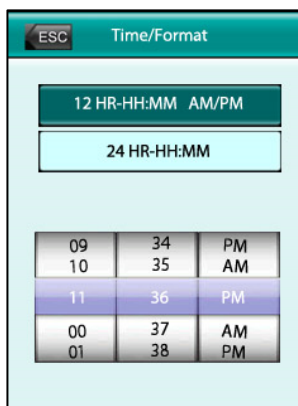 ESC Time/Format
12 HR-HH:MM AM/PM
24 HR-HH:MM
09 34 PM
10 35 AM
11 36 PM
00 37 AM
01 38 PM